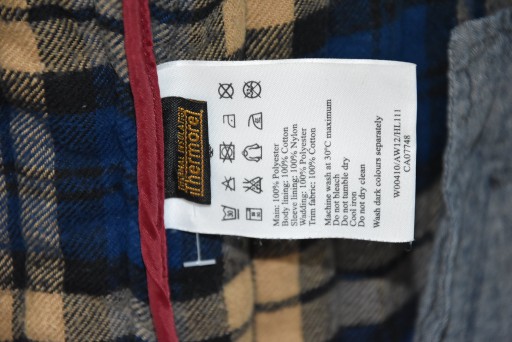 THERMAL INSULATION
Thermore
Main: 100% Polyester
Body lining: 100% Cotton
Sleeve lining: 100% Nylon
Wadding: 100% Polyester
Trim fabric: 100% Cotton
Machine wash at 30°C maximum
Do not bleach
Do not tumble dry
Cool iron
Do not dry clean
Wash dark colours separately
W00410/AW12/HL111
CA07748